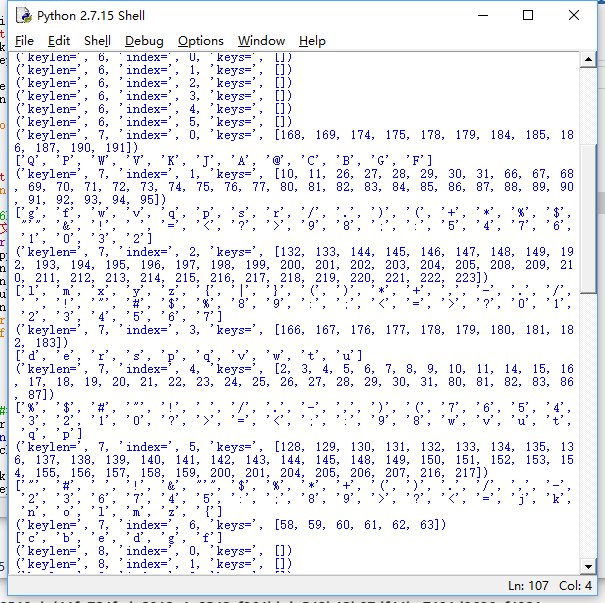 Python 2.7.15 Shell
File Edit Shell Debug Options Window Help
('keylen=', 6, 'index=', 0, 'keys=', [])
('keylen=', 6, 'index=', 1, 'keys=', [])
('keylen=', 6, 'index=', 2, 'keys=', [])
('keylen=', 6, 'index=', 3, 'keys=', [])
('keylen=', 6, 'index=', 4, 'keys=', [])
('keylen=', 6, 'index=', 5, 'keys=', [])
('keylen=', 7, 'index=', 0, 'keys=', [168, 169, 174, 175, 178, 179, 184, 185, 18
6, 187, 190, 191])
['Q', 'P', 'W', 'V', 'K', 'J', 'A', '@', 'C', 'B', 'G', 'F']
('keylen=', 7, 'index=', 1, 'keys=', [10, 11, 26, 27, 28, 29, 30, 31, 66, 67, 68
, 69, 70, 71, 72, 73, 74, 75, 76, 77, 80, 81, 82, 83, 84, 85, 86, 87, 88, 89, 90
, 91, 92, 93, 94, 95])
['g', 'f', 'w', 'v', 'q', 'p', 's', 'r', '/', '.', ')', '(', '+', '*', '%', '$',
 "'", '&', '!', ' ', '=', '<', '?', '>', '9', '8', ';', ':', '5', '4', '7', '6',
 '1', '0', '3', '2']
('keylen=', 7, 'index=', 2, 'keys=', [132, 133, 144, 145, 146, 147, 148, 149, 19
2, 193, 194, 195, 196, 197, 198, 199, 200, 201, 202, 203, 204, 205, 208, 209, 21
0, 211, 212, 213, 214, 215, 216, 217, 218, 219, 220, 221, 222, 223])
['l', 'm', 'x', 'y', 'z', '{', '|', '}', '(', ')', '*', '+', ',', '-', '.', '/',
 ' ', '!', '"', '#', '$', '%', '8', '9', ':', ';', '<', '=', '>', '?', '0', '1',
 '2', '3', '4', '5', '6', '7']
('keylen=', 7, 'index=', 3, 'keys=', [166, 167, 176, 177, 178, 179, 180, 181, 18
2, 183])
['d', 'e', 'r', 's', 'p', 'q', 'v', 'w', 't', 'u']
('keylen=', 7, 'index=', 4, 'keys=', [2, 3, 4, 5, 6, 7, 8, 9, 10, 11, 14, 15, 16
, 17, 18, 19, 20, 21, 22, 23, 24, 25, 26, 27, 28, 29, 30, 31, 80, 81, 82, 83, 86
, 87])
['%', '$', '#', '"', '!', ' ', '/', '.', '-', ',', ')', '(', '7', '6', '5', '4',
 '3', '2', '1', '0', '?', '>', '=', '<', ';', ':', '9', '8', 'w', 'v', 'u', 't',
 'q', 'p']
('keylen=', 7, 'index=', 5, 'keys=', [128, 129, 130, 131, 132, 133, 134, 135, 13
6, 137, 138, 139, 140, 141, 142, 143, 144, 145, 148, 149, 150, 151, 152, 153, 15
4, 155, 156, 157, 158, 159, 200, 201, 204, 205, 206, 207, 216, 217])
['"', '#', ' ', '!', '&', "'", '$', '%', '*', '+', '(', ')', '.', '/', ',', '-',
 '2', '3', '6', '7', '4', '5', ':', ';', '8', '9', '>', '?', '<', '=', 'j', 'k',
 'n', 'o', 'l', 'm', 'z', '{']
('keylen=', 7, 'index=', 6, 'keys=', [58, 59, 60, 61, 62, 63])
['c', 'b', 'e', 'd', 'g', 'f']
('keylen=', 8, 'index=', 0, 'keys=', [])
('keylen=', 8, 'index=', 1, 'keys=', [])
Ln: 107 Col: 4